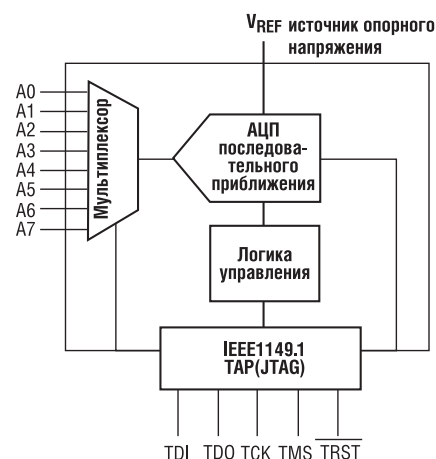 VREF источник опорного
напряжения
A0
A1
A2
A3
A4
A5
A6
A7
Мультиплексор
АЦП
последова-
тельного
приближения
Логика
управления
IEEE1149.1
TAP(JTAG)
TDI TDO TCK TMS TRST